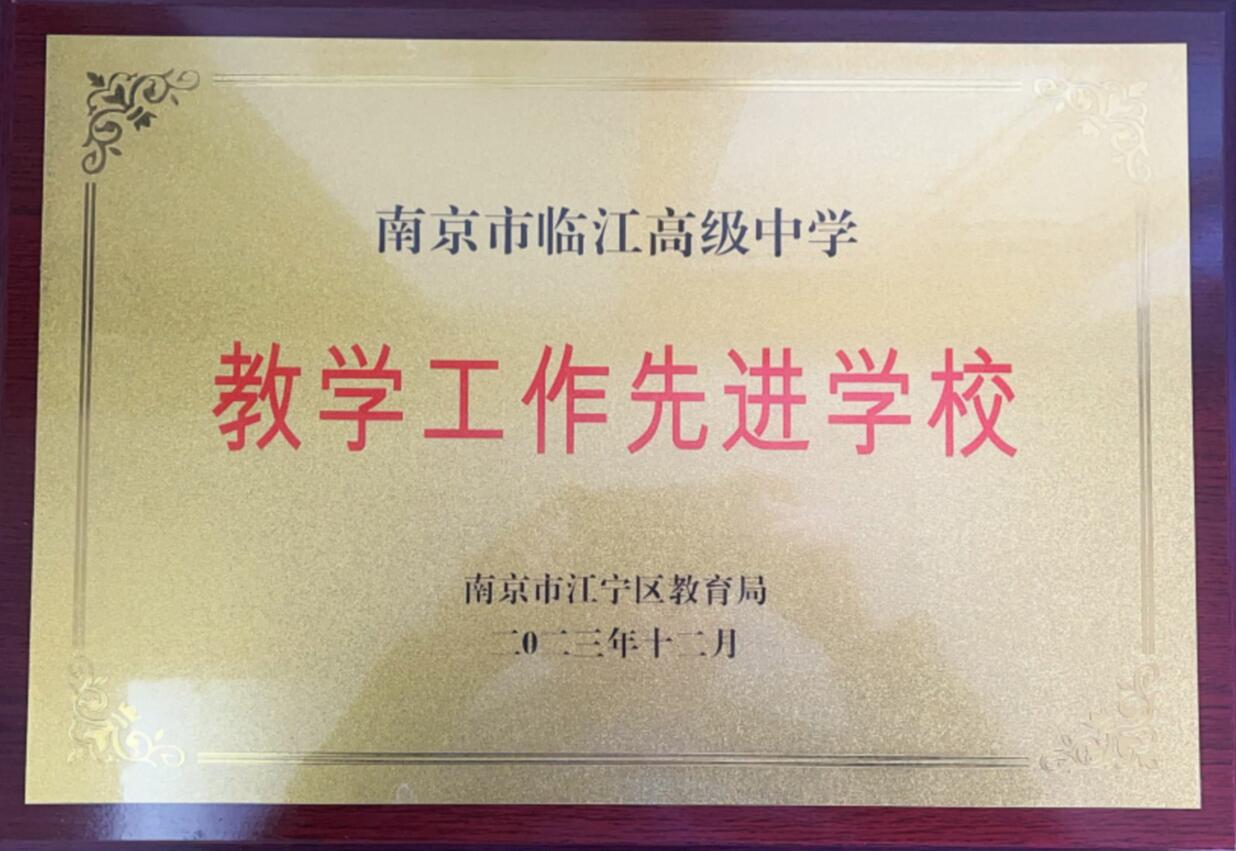 南京市临江高级中学
教学工作先进学校
南京市江宁区教育局
二0二三年十二月